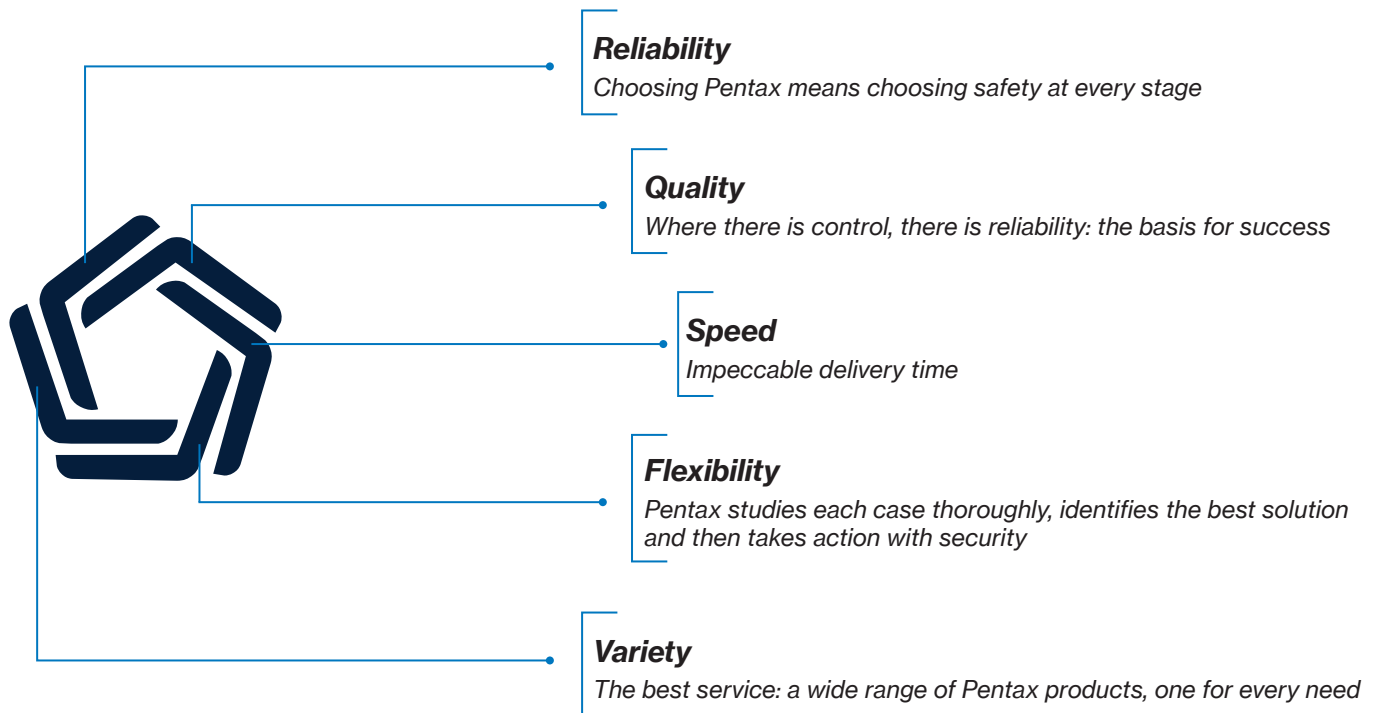 Reliability
Choosing Pentax means choosing safety at every stage
Quality
Where there is control, there is reliability: the basis for success
Speed
Impeccable delivery time
Flexibility
Pentax studies each case thoroughly, identifies the best solution
and then takes action with security
Variety
The best service: a wide range of Pentax products, one for every need